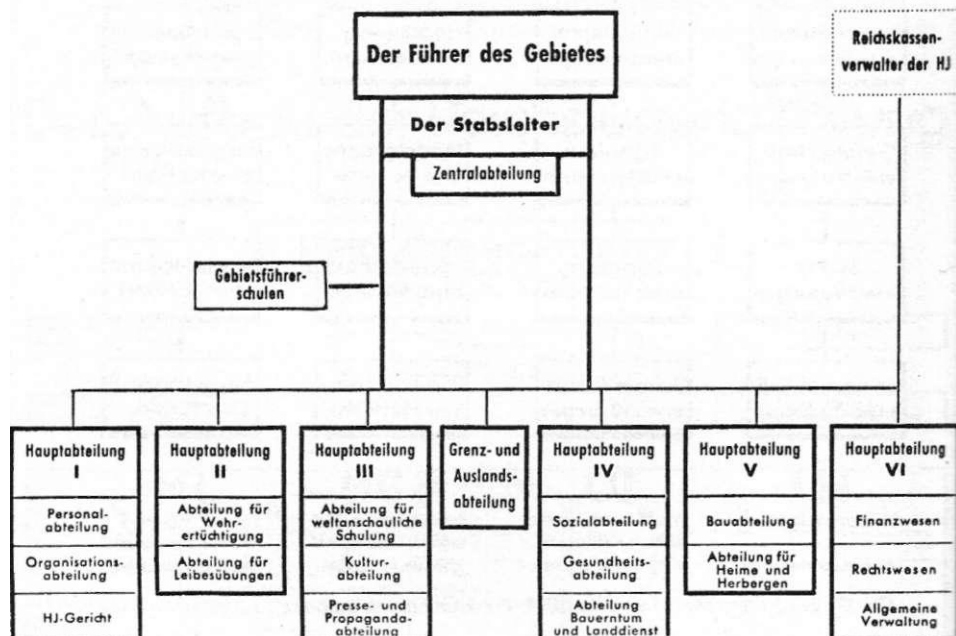 Der Führer des Gebietes
Reichskassen-
verwalter der HJ
Der Stabsleiter
Zentralabteilung
Gebietsführer-
schulen
Hauptabteilung
I
Personal-
abteilung
Organisations-
abteilung
HJ-Gericht
Hauptabteilung
II
Abteilung für
Wehr-
ertüchtigung
Abteilung für
Leibesübungen
Hauptabteilung
III
Abteilung für
weltanschauliche
Schulung
Kultur-
abteilung
Presse- und
Propaganda-
abteilung
Grenz- und
Auslands-
abteilung
Hauptabteilung
IV
Sozialabteilung
Gesundheits-
abteilung
Abteilung
Bauerntum
und Landdienst
Hauptabteilung
V
Bauabteilung
Abteilung für
Heime und
Herbergen
Hauptabteilung
VI
Finanzwesen
Rechtswesen
Allgemeine
Verwaltung